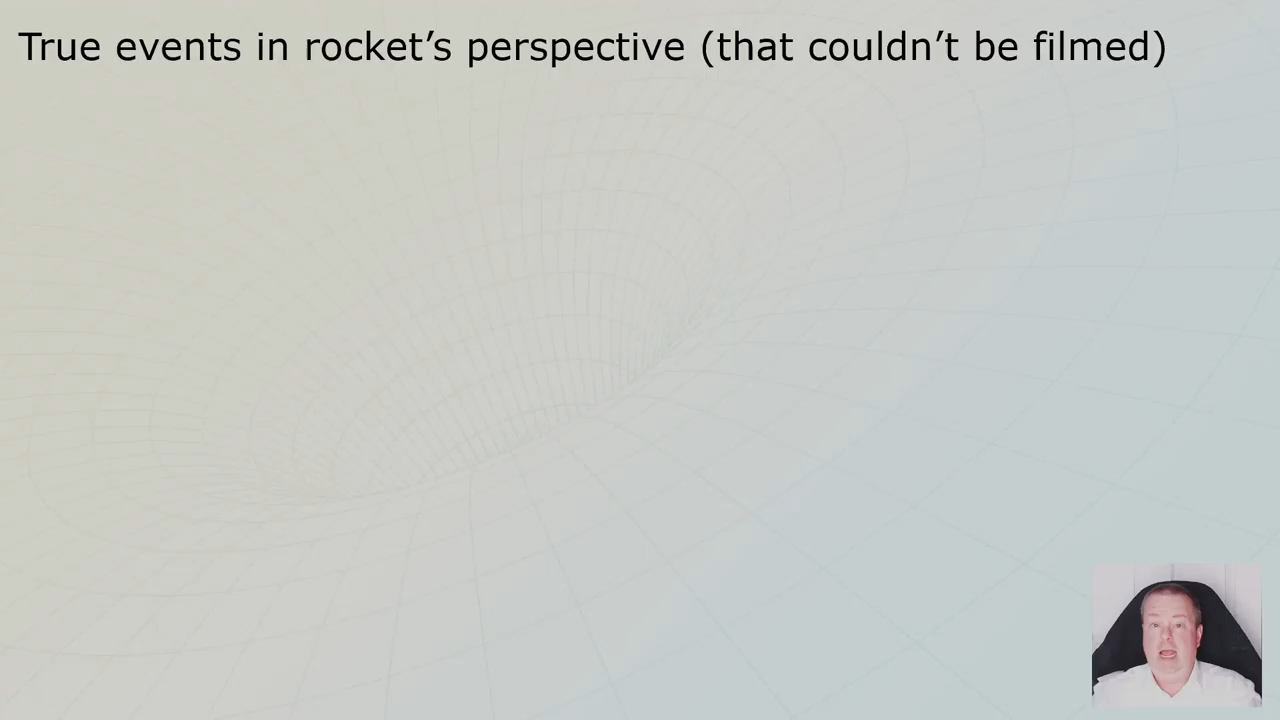 True events in rocket’s perspective (that couldn’t be filmed)